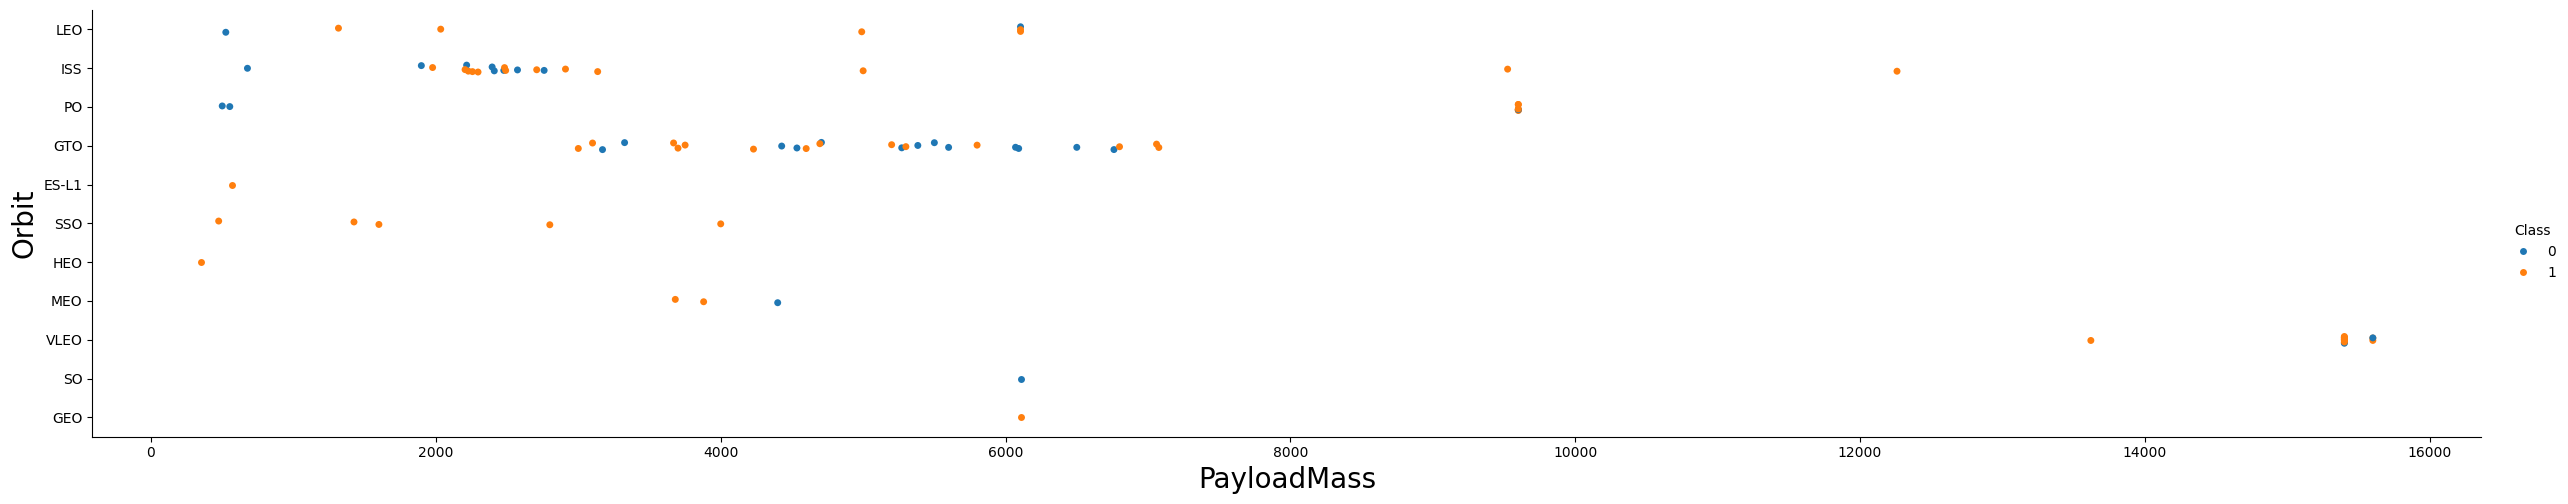 Orbit
LEO
ISS
PO
GTO
ES-L1
SSO
HEO
MEO
VLEO
SO
GEO
0 2000 4000 6000 8000 10000 12000 14000 16000
PayloadMass
Class
0
1